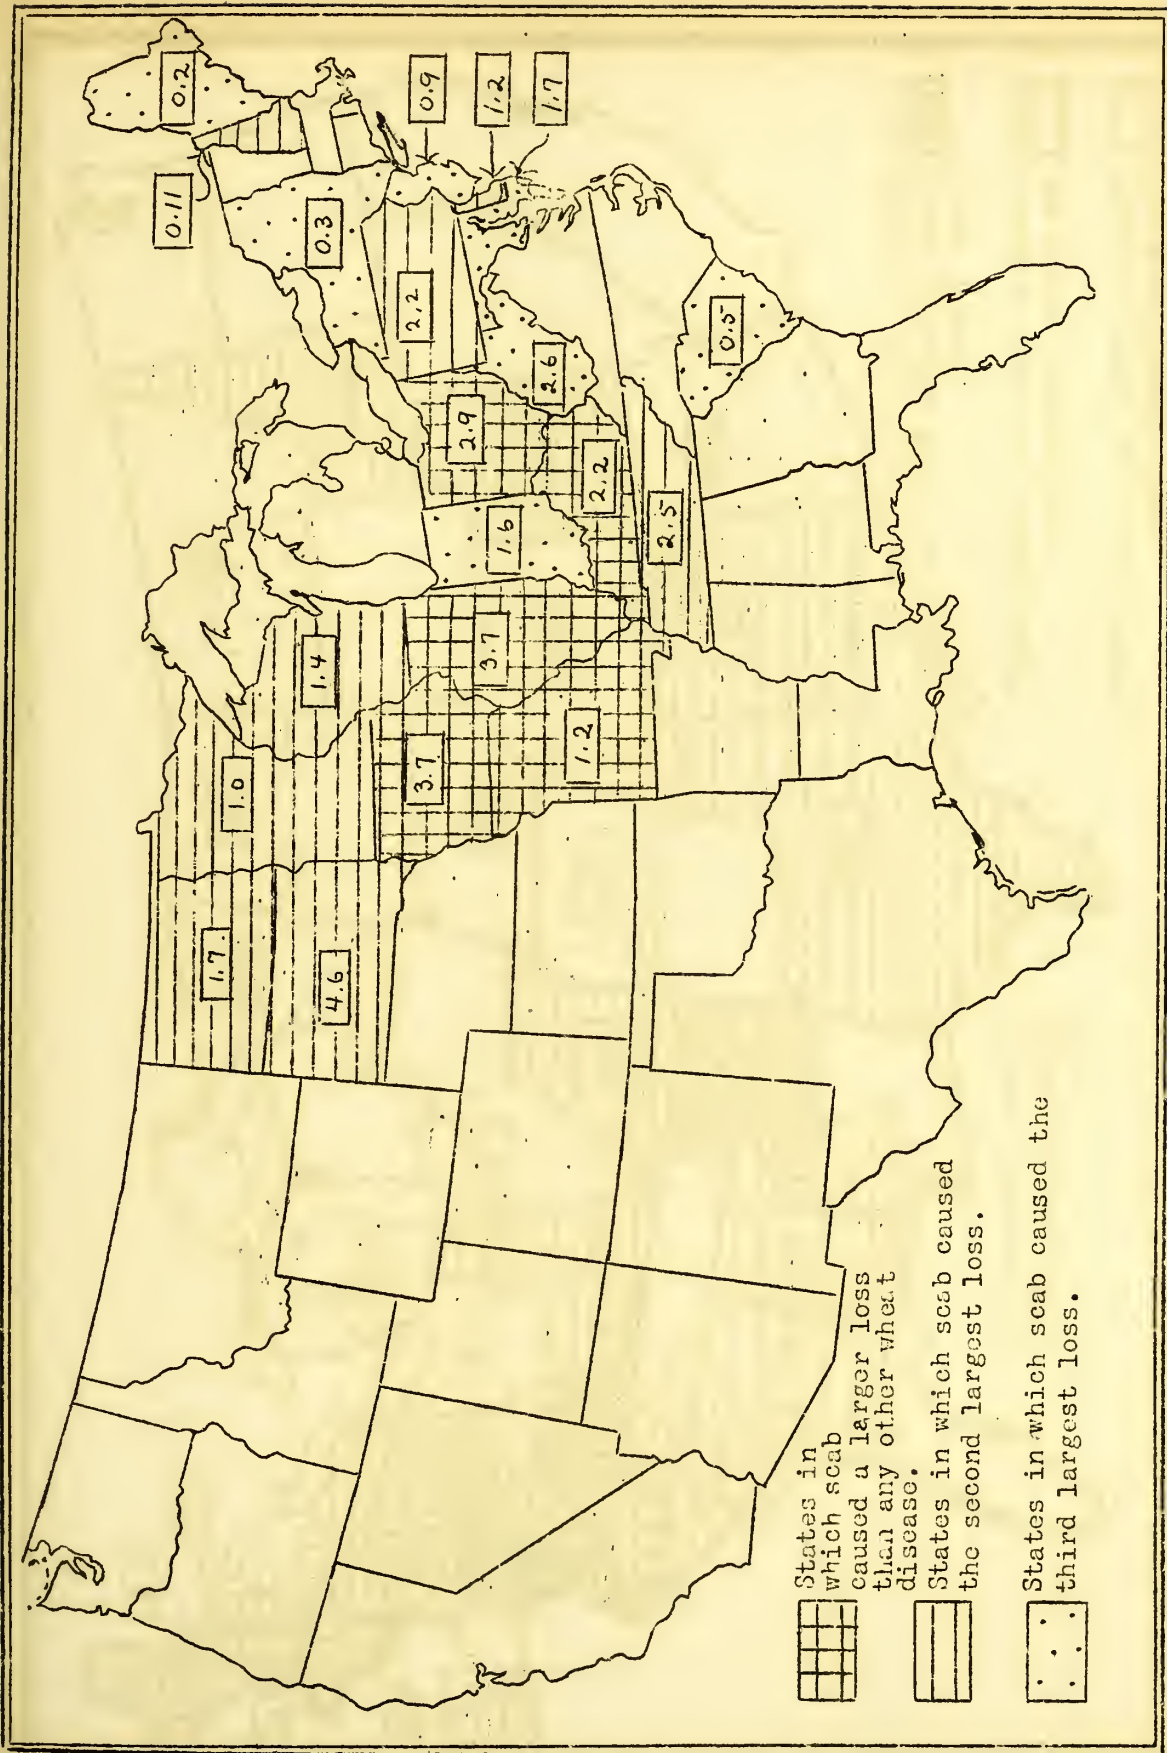 0.2
0.11
0.3
0.9
1.2
1.7
2.2
2.6
2.9
0.5
2.2
2.5
1.6
1.4
3.7
1.0
3.7
1.2
1.7
4.6
States in
which scab
caused a larger loss
than any other wheat
disease.
States in which scab caused
the second largest loss.
States in which scab caused the
third largest loss.